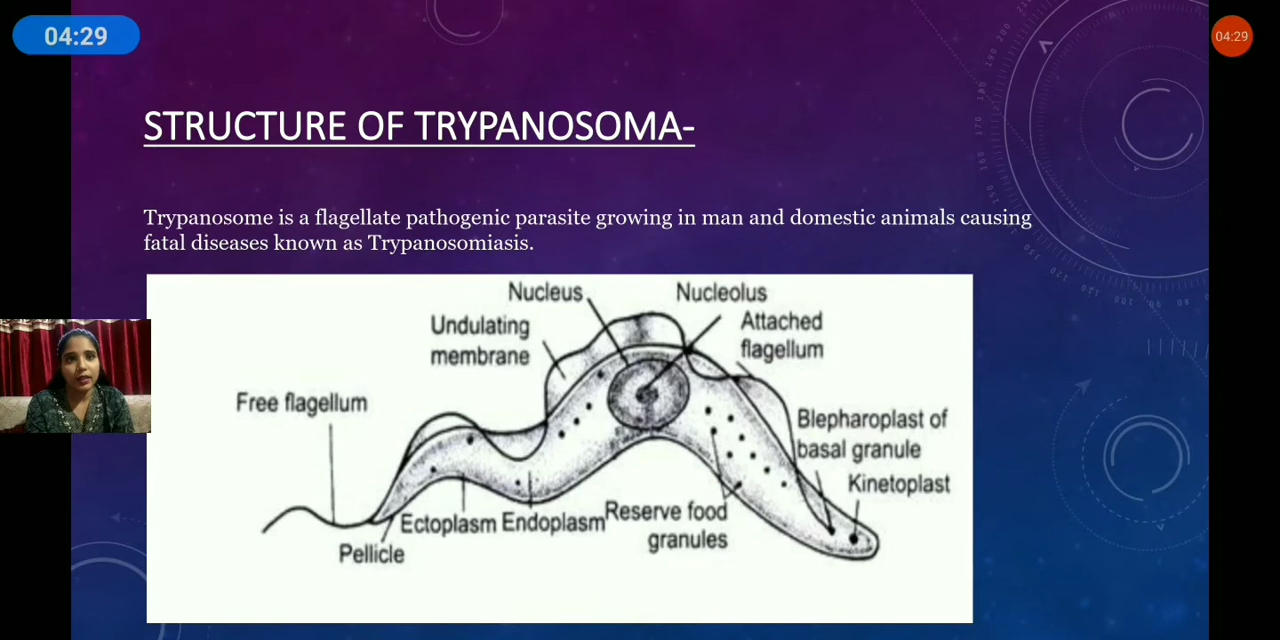 04:29
04:29
STRUCTURE OF TRYPANOSOMA-
Trypanosome is a flagellate pathogenic parasite growing in man and domestic animals causing
fatal diseases known as Trypanosomiasis.
Nucleus
Nucleolus
Undulating
membrane
Attached
flagellum
Free flagellum
Blepharoplast of
basal granule
Kinetoplast
Ectoplasm
Endoplasm
Reserve food
granules
Pellicle